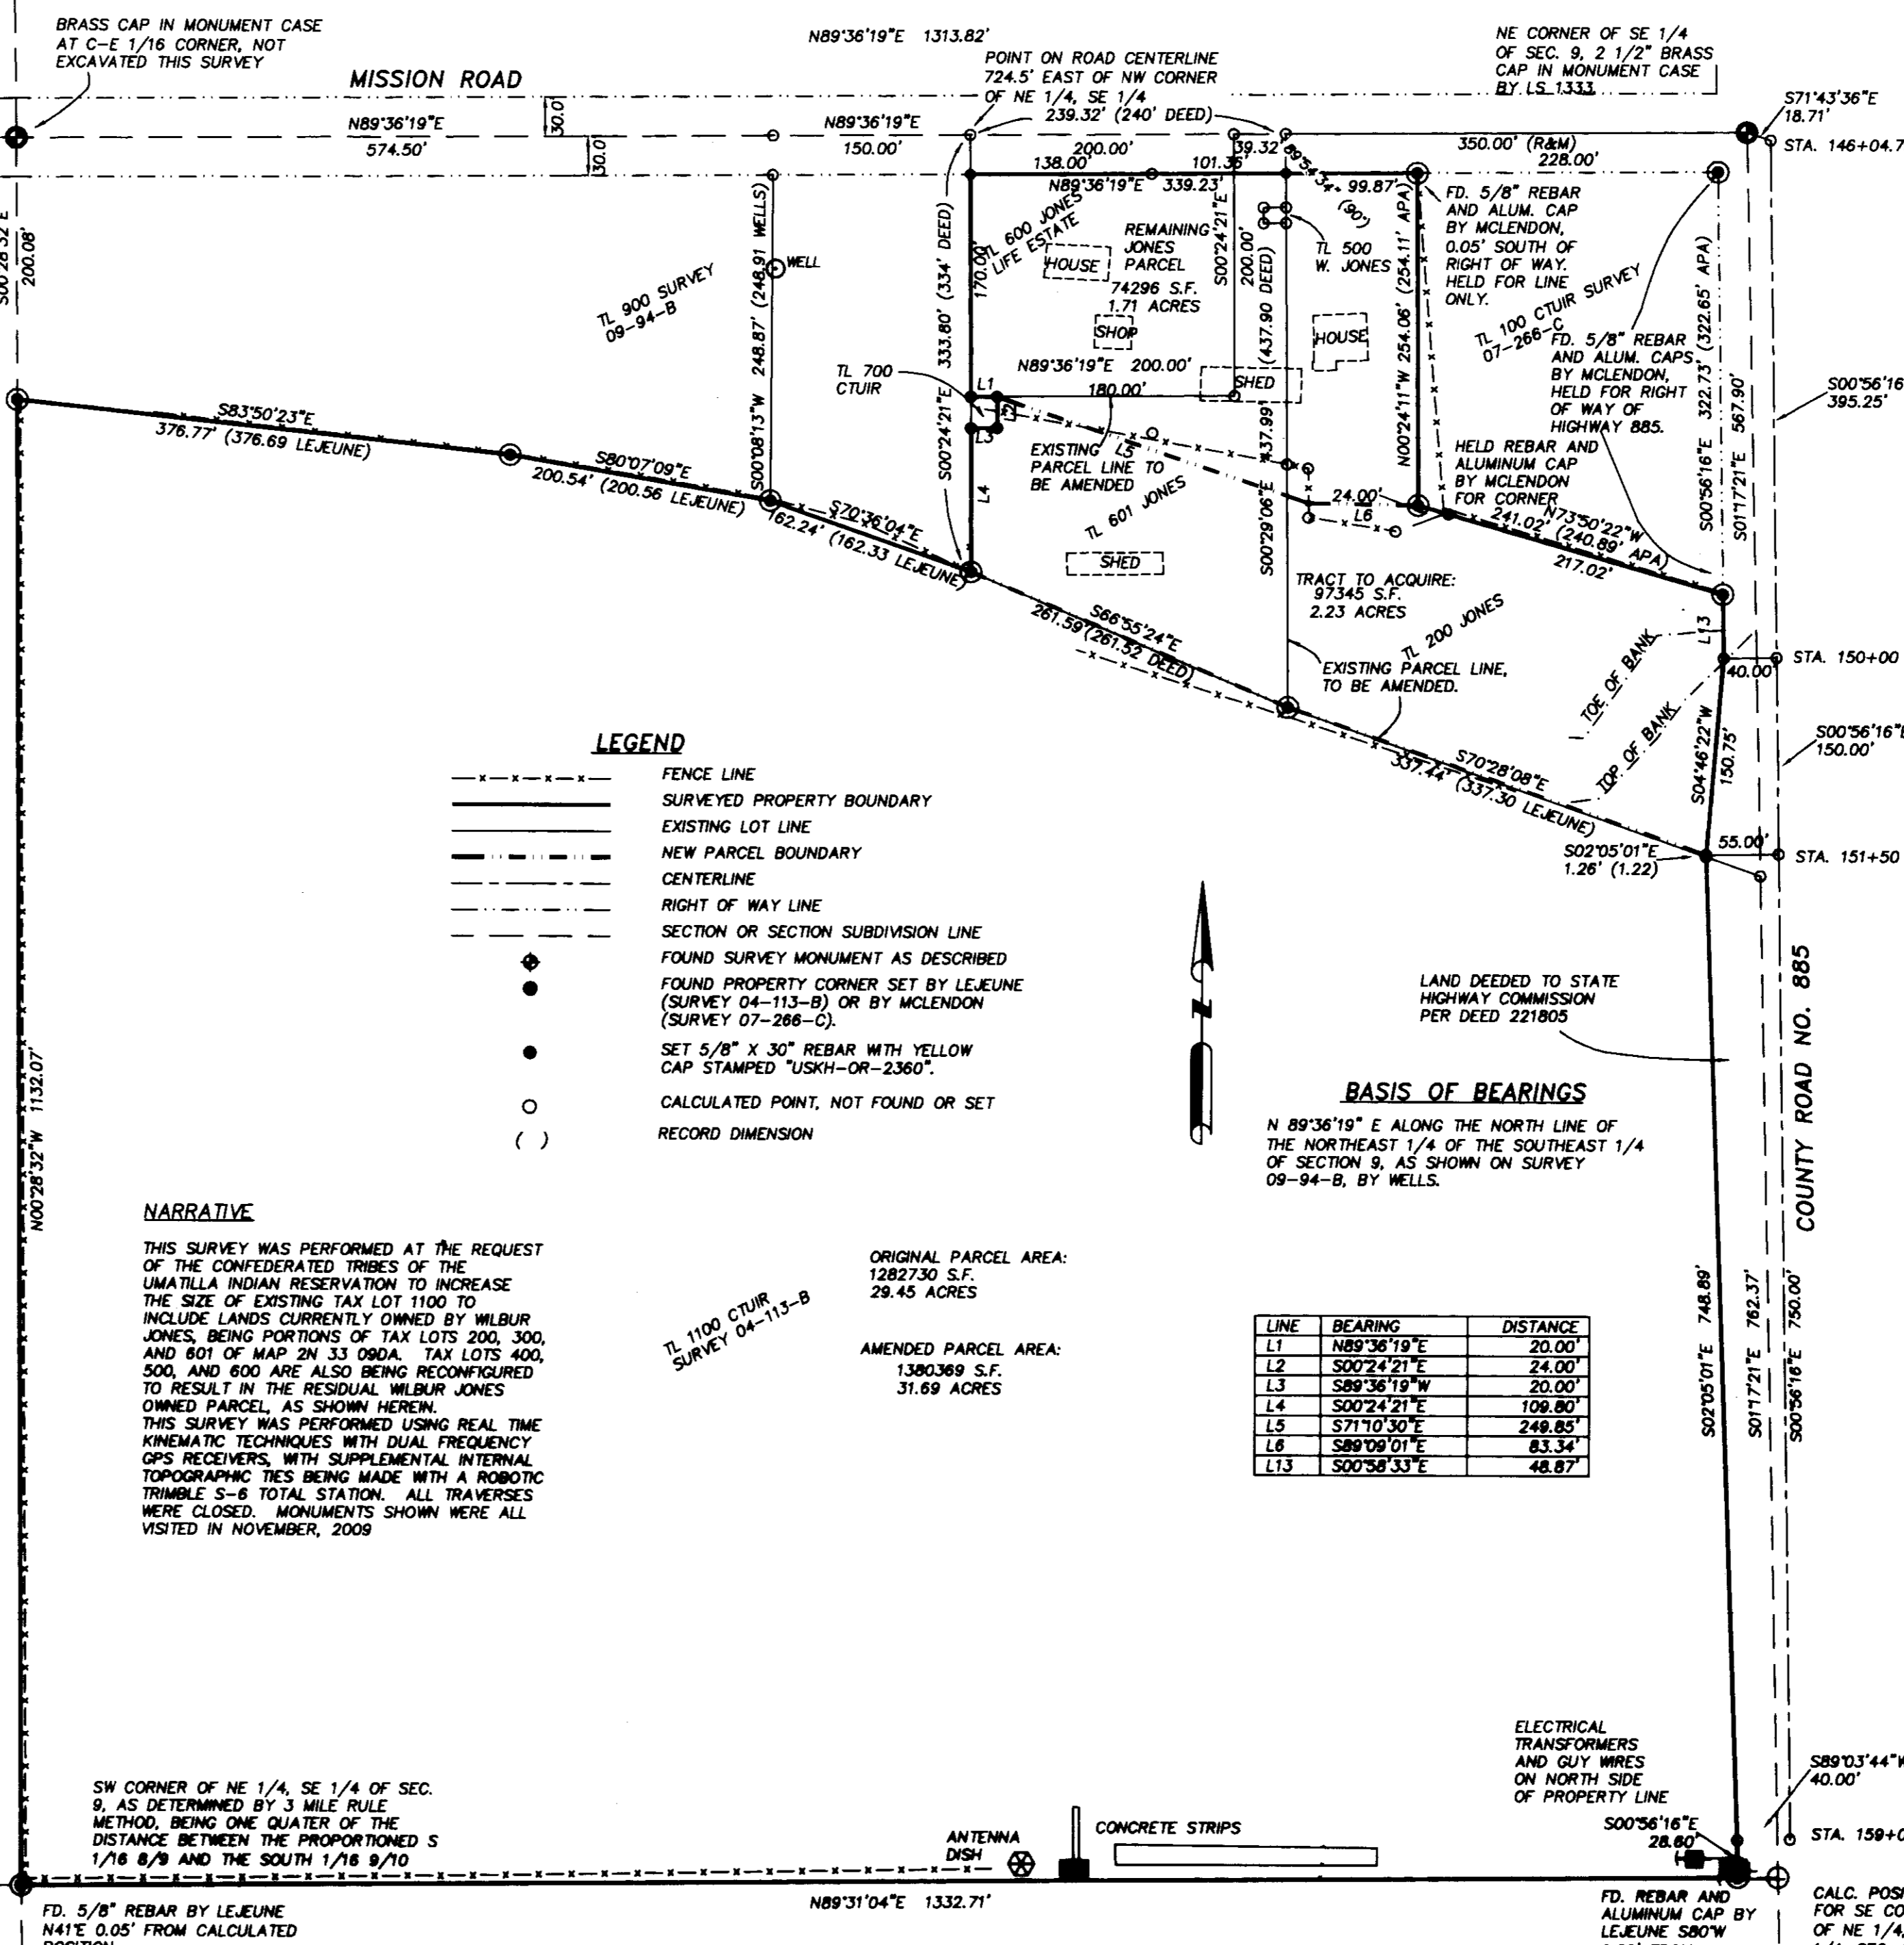 BRASS CAP IN MONUMENT CASE
AT C-E 1/16 CORNER, NOT
EXCAVATED THIS SURVEY
MISSION ROAD
N89°36'19"E 1313.82'
POINT ON ROAD CENTERLINE
724.5' EAST OF NW CORNER
OF NE 1/4, SE 1/4
239.32' (240' DEED)
NE CORNER OF SE 1/4
OF SEC. 9, 2 1/2" BRASS
CAP IN MONUMENT CASE
BY LS 1333
S71°43'36"E
18.71'
STA. 146+04.7
N89°36'19"E
574.50'
30.0'
30.0'
N89°36'19"E
150.00'
200.00'
39.32'
350.00' (R&M)
228.00'
138.00'
101.36'
N89°36'19"E 339.23'
89°54'34" (90°)
99.87'
S00°28'32"E
200.08'
TL 900 SURVEY
09-94-B
S00°08'13"W 248.87' (248.91 WELLS)
WELL
S00°24'21"E 333.80' (334' DEED)
170.00'
TL 600 JONES
LIFE ESTATE
HOUSE
REMAINING
JONES
PARCEL
74296 S.F.
1.71 ACRES
SHOP
S00°24'21"E
200.00'
TL 500
W. JONES
HOUSE
S00°29'06"E 437.99' (437.90 DEED)
N00°24'11"W 254.06' (254.11' APA)
FD. 5/8" REBAR
AND ALUM. CAP
BY MCLENDON,
0.05' SOUTH OF
RIGHT OF WAY.
HELD FOR LINE
ONLY.
TL 100 CTUIR SURVEY
07-266-C
FD. 5/8" REBAR
AND ALUM. CAPS
BY MCLENDON,
HELD FOR RIGHT
OF WAY OF
HIGHWAY 885.
S00°56'16"E 322.73' (322.65' APA)
S01°17'21"E 567.90'
S00°56'16
395.25'
TL 700
CTUIR
L1
L2
L3
L4
L5
L6
N89°36'19"E 200.00'
180.00'
SHED
EXISTING
PARCEL LINE TO
BE AMENDED
TL 601 JONES
SHED
24.00'
HELD REBAR AND
ALUMINUM CAP
BY MCLENDON
FOR CORNER
N73°50'22"W
241.02' (240.89' APA)
217.02'
S83°50'23"E
376.77' (376.69 LEJEUNE)
S80°07'09"E
200.54' (200.56 LEJEUNE)
S70°36'04"E
162.24' (162.33 LEJEUNE)
S66°55'24"E
261.59'(261.52 DEED)
TRACT TO ACQUIRE:
97345 S.F.
2.23 ACRES
TL 200 JONES
EXISTING PARCEL LINE,
TO BE AMENDED.
L13
TOE OF BANK
TOP OF BANK
40.00'
STA. 150+00
S00°56'16"E
150.00'
S04°46'22"W
150.75'
S70°28'08"E
337.44' (337.30 LEJEUNE)
55.00'
S02°05'01"E
1.26' (1.22)
STA. 151+50
LEGEND
FENCE LINE
SURVEYED PROPERTY BOUNDARY
EXISTING LOT LINE
NEW PARCEL BOUNDARY
CENTERLINE
RIGHT OF WAY LINE
SECTION OR SECTION SUBDIVISION LINE
FOUND SURVEY MONUMENT AS DESCRIBED
FOUND PROPERTY CORNER SET BY LEJEUNE
(SURVEY 04-113-B) OR BY MCLENDON
(SURVEY 07-266-C).
SET 5/8" X 30" REBAR WITH YELLOW
CAP STAMPED "USKH-OR-2360".
CALCULATED POINT, NOT FOUND OR SET
( ) RECORD DIMENSION
N
LAND DEEDED TO STATE
HIGHWAY COMMISSION
PER DEED 221805
COUNTY ROAD NO. 885
BASIS OF BEARINGS
N 89°36'19" E ALONG THE NORTH LINE OF
THE NORTHEAST 1/4 OF THE SOUTHEAST 1/4
OF SECTION 9, AS SHOWN ON SURVEY
09-94-B, BY WELLS.
N00°28'32"W 1132.07'
NARRATIVE
THIS SURVEY WAS PERFORMED AT THE REQUEST
OF THE CONFEDERATED TRIBES OF THE
UMATILLA INDIAN RESERVATION TO INCREASE
THE SIZE OF EXISTING TAX LOT 1100 TO
INCLUDE LANDS CURRENTLY OWNED BY WILBUR
JONES, BEING PORTIONS OF TAX LOTS 200, 300,
AND 601 OF MAP 2N 33 09DA. TAX LOTS 400,
500, AND 600 ARE ALSO BEING RECONFIGURED
TO RESULT IN THE RESIDUAL WILBUR JONES
OWNED PARCEL, AS SHOWN HEREIN.
THIS SURVEY WAS PERFORMED USING REAL TIME
KINEMATIC TECHNIQUES WITH DUAL FREQUENCY
GPS RECEIVERS, WITH SUPPLEMENTAL INTERNAL
TOPOGRAPHIC TIES BEING MADE WITH A ROBOTIC
TRIMBLE S-6 TOTAL STATION. ALL TRAVERSES
WERE CLOSED. MONUMENTS SHOWN WERE ALL
VISITED IN NOVEMBER, 2009
TL 1100 CTUIR
SURVEY 04-113-B
ORIGINAL PARCEL AREA:
1282730 S.F.
29.45 ACRES
AMENDED PARCEL AREA:
1380369 S.F.
31.69 ACRES
LINE BEARING DISTANCE
L1 N89°36'19"E 20.00'
L2 S00°24'21"E 24.00'
L3 S89°36'19"W 20.00'
L4 S00°24'21"E 109.80'
L5 S71°10'30"E 249.85'
L6 S89°09'01"E 83.34'
L13 S00°58'33"E 48.87'
S02°05'01"E 748.89'
S01°17'21"E 762.37'
S00°56'16"E 750.00'
SW CORNER OF NE 1/4, SE 1/4 OF SEC.
9, AS DETERMINED BY 3 MILE RULE
METHOD, BEING ONE QUATER OF THE
DISTANCE BETWEEN THE PROPORTIONED S
1/16 8/9 AND THE SOUTH 1/16 9/10
ANTENNA
DISH
CONCRETE STRIPS
ELECTRICAL
TRANSFORMERS
AND GUY WIRES
ON NORTH SIDE
OF PROPERTY LINE
S00°56'16"E
28.60'
S89°03'44"W
40.00'
STA. 159+0
N89°31'04"E 1332.71'
FD. 5/8" REBAR BY LEJEUNE
N41°E 0.05' FROM CALCULATED
FD. REBAR AND
ALUMINUM CAP BY
LEJEUNE S80°W
CALC. POSI
FOR SE CO
OF NE 1/4,